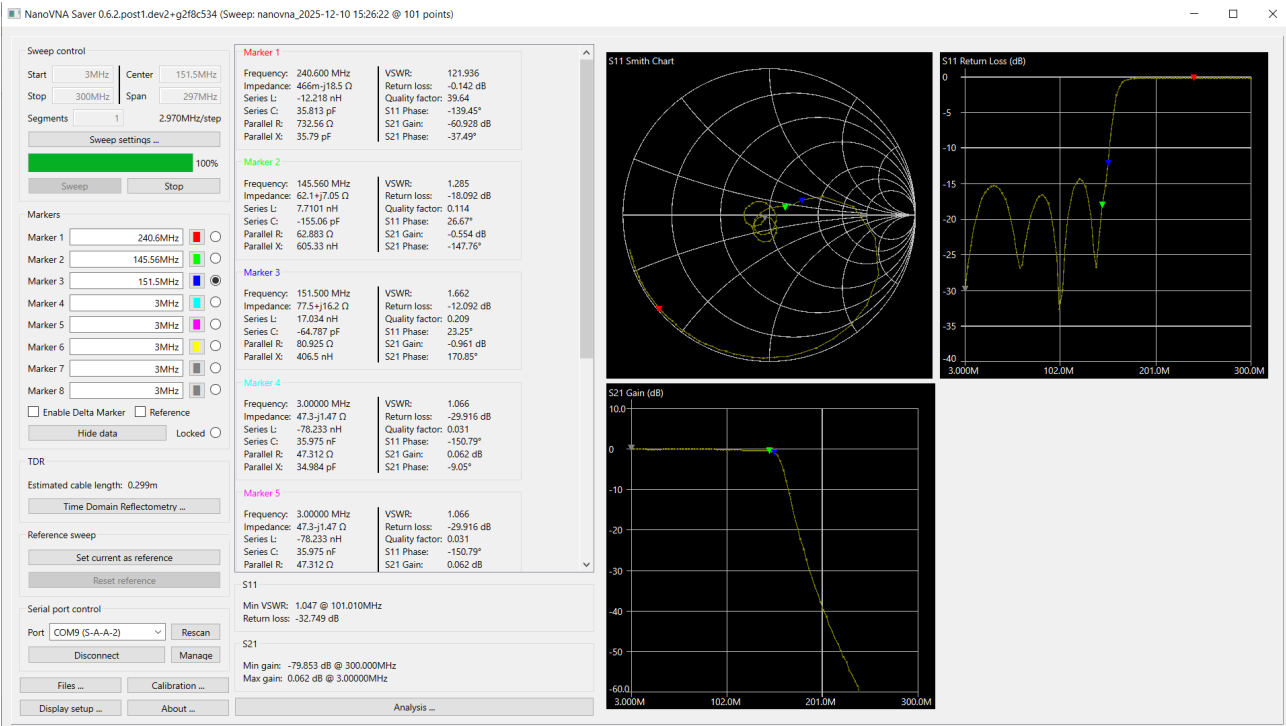 NanoVNA Saver 0.6.2.post1.dev2+g2f8c534 (Sweep: nanovna_2025-12-10 15:26:22 @ 101 points)
Sweep control
Start 3MHz Center 151.5MHz
Stop 300MHz Span 297MHz
Segments 1 2.970MHz/step
Sweep settings ...
100%
Sweep Stop
Markers
Marker 1 240.6MHz
Marker 2 145.56MHz
Marker 3 151.5MHz
Marker 4 3MHz
Marker 5 3MHz
Marker 6 3MHz
Marker 7 3MHz
Marker 8 3MHz
Enable Delta Marker Reference
Hide data Locked
TDR
Estimated cable length: 0.299m
Time Domain Reflectometry ...
Reference sweep
Set current as reference
Reset reference
Serial port control
Port COM9 (S-A-A-2) Rescan
Disconnect Manage
Files ... Calibration ...
Display setup ... About ...
Marker 1
Frequency: 240.600 MHz VSWR: 121.936
Impedance: 466m-j18.5 Ω Return loss: -0.142 dB
Series L: -12.218 nH Quality factor: 39.64
Series C: 35.813 pF S11 Phase: -139.45°
Parallel R: 732.56 Ω S21 Gain: -60.928 dB
Parallel X: 35.79 pF S21 Phase: -37.49°
Marker 2
Frequency: 145.560 MHz VSWR: 1.285
Impedance: 62.1+j7.05 Ω Return loss: -18.092 dB
Series L: 7.7101 nH Quality factor: 0.114
Series C: -155.06 pF S11 Phase: 26.67°
Parallel R: 62.883 Ω S21 Gain: -0.554 dB
Parallel X: 605.33 nH S21 Phase: -147.76°
Marker 3
Frequency: 151.500 MHz VSWR: 1.662
Impedance: 77.5+j16.2 Ω Return loss: -12.092 dB
Series L: 17.034 nH Quality factor: 0.209
Series C: -64.787 pF S11 Phase: 23.25°
Parallel R: 80.925 Ω S21 Gain: -0.961 dB
Parallel X: 406.5 nH S21 Phase: 170.85°
Marker 4
Frequency: 3.00000 MHz VSWR: 1.066
Impedance: 47.3-j1.47 Ω Return loss: -29.916 dB
Series L: -78.233 nH Quality factor: 0.031
Series C: 35.975 nF S11 Phase: -150.79°
Parallel R: 47.312 Ω S21 Gain: 0.062 dB
Parallel X: 34.984 pF S21 Phase: -9.05°
Marker 5
Frequency: 3.00000 MHz VSWR: 1.066
Impedance: 47.3-j1.47 Ω Return loss: -29.916 dB
Series L: -78.233 nH Quality factor: 0.031
Series C: 35.975 nF S11 Phase: -150.79°
Parallel R: 47.312 Ω S21 Gain: 0.062 dB
S11
Min VSWR: 1.047 @ 101.010MHz
Return loss: -32.749 dB
S21
Min gain: -79.853 dB @ 300.000MHz
Max gain: 0.062 dB @ 3.00000MHz
Analysis ...
S11 Smith Chart
S11 Return Loss (dB)
0
-5
-10
-15
-20
-25
-30
-35
-40
3.000M 102.0M 201.0M 300.0M
S21 Gain (dB)
10.0
0
-10
-20
-30
-40
-50
-60.0
3.000M 102.0M 201.0M 300.0M